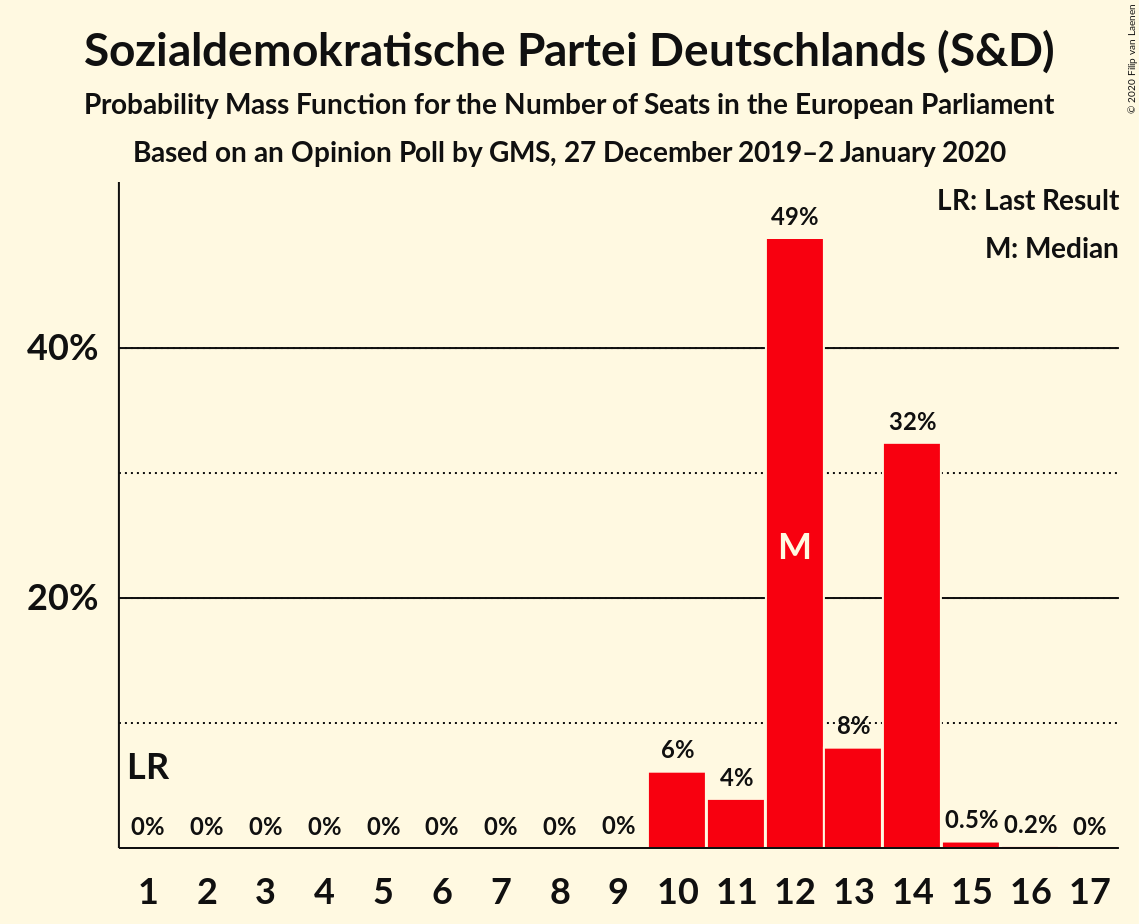 Sozialdemokratische Partei Deutschlands (S&D)
Probability Mass Function for the Number of Seats in the European Parliament
Based on an Opinion Poll by GMS, 27 December 2019–2 January 2020
© 2020 Filip van Laenen
LR: Last Result
M: Median
49%
40%
32%
M
20%
8%
6%
4%
LR
0% 0% 0% 0% 0% 0% 0% 0% 0% 0.5% 0.2% 0%
1 2 3 4 5 6 7 8 9 10 11 12 13 14 15 16 17